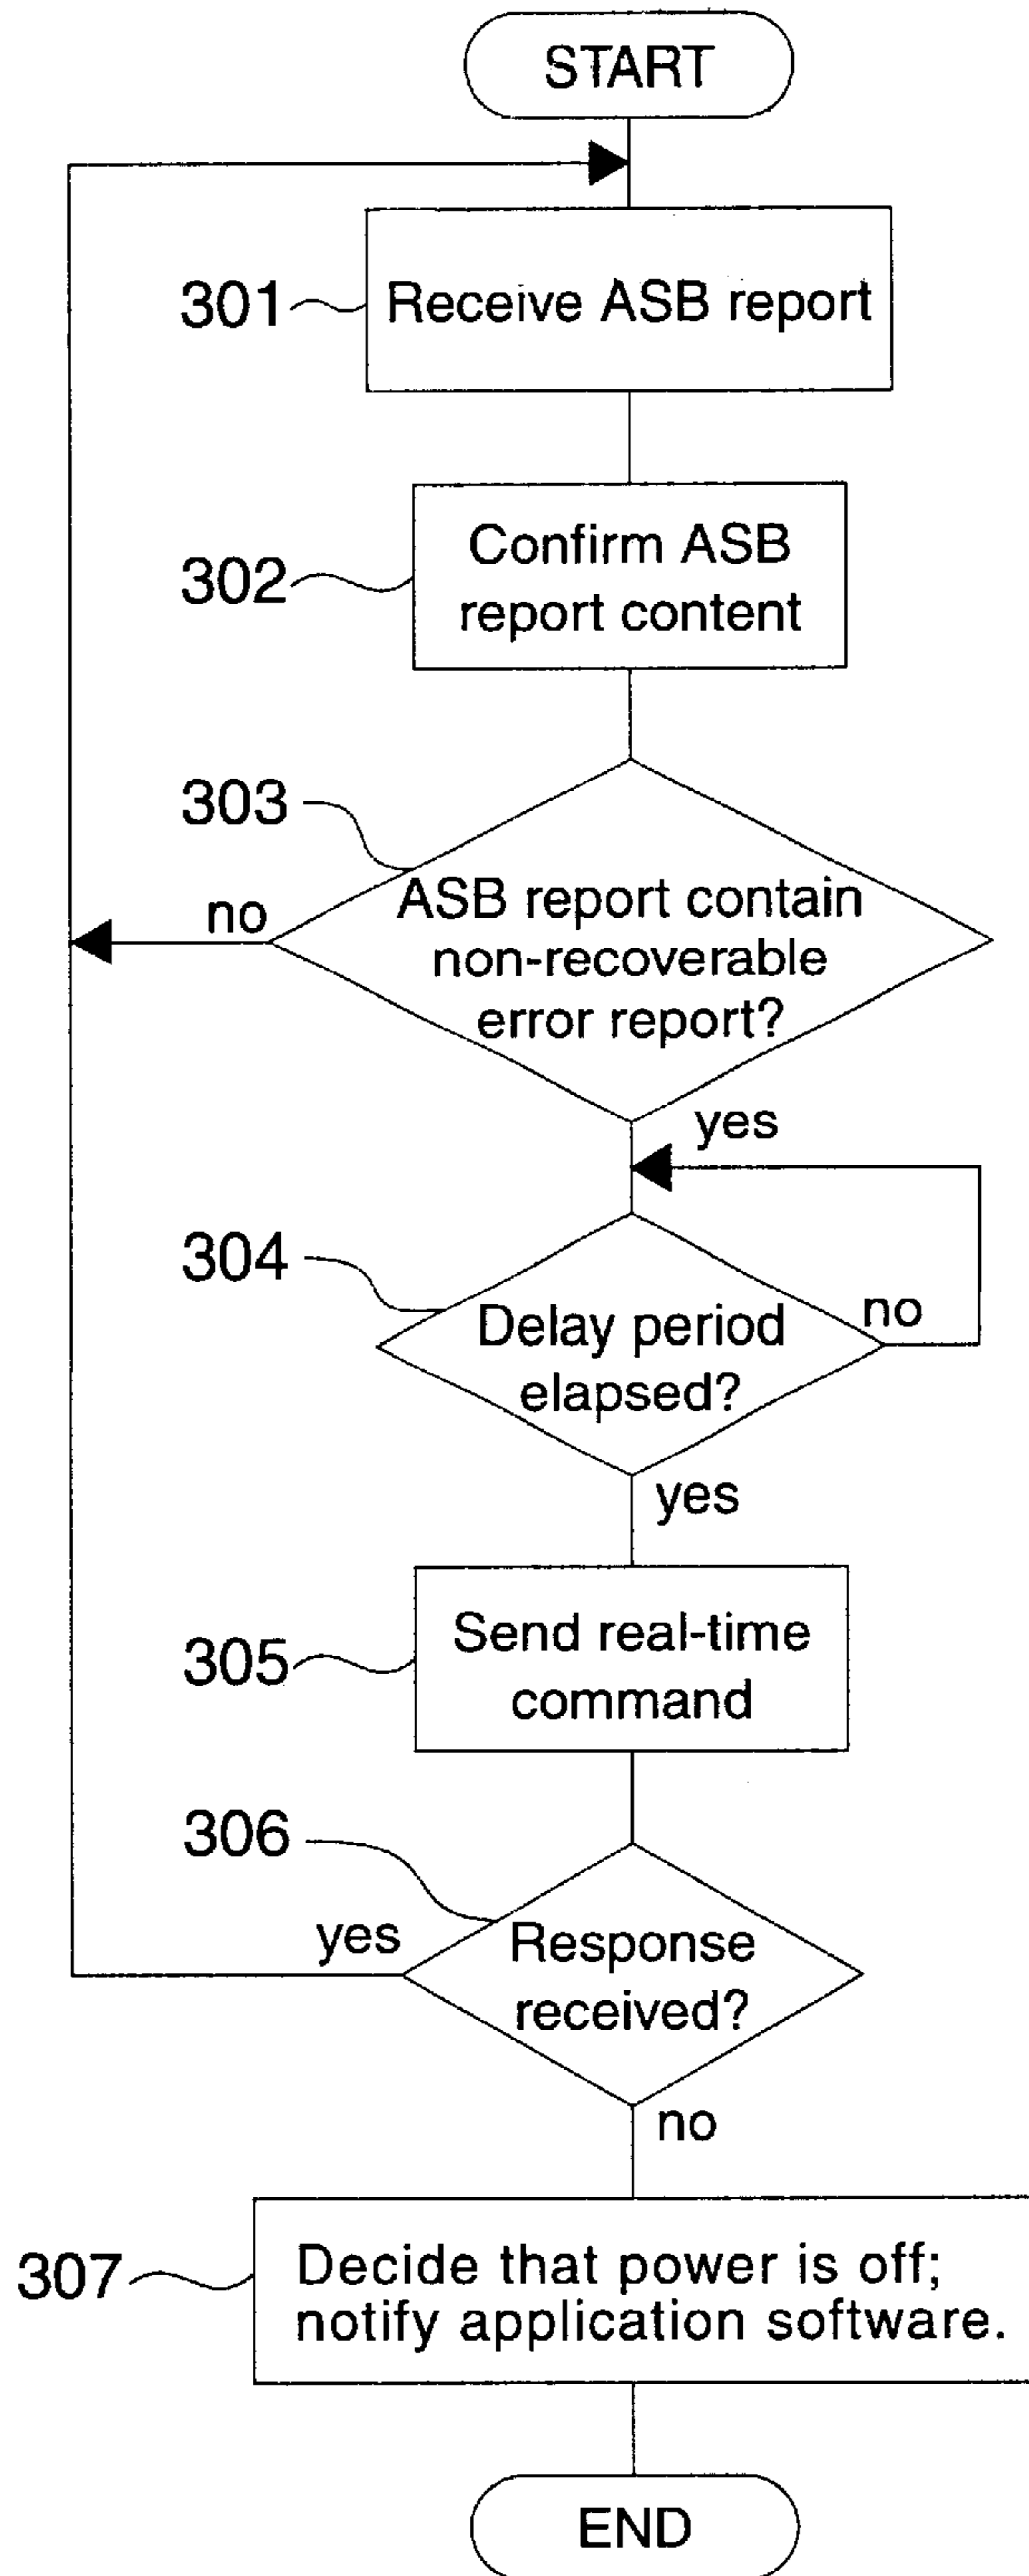 START
301
Receive ASB report
302
Confirm ASB
report content
303
no
ASB report contain
non-recoverable
error report?
yes
304
Delay period
elapsed?
no
yes
305
Send real-time
command
306
yes
Response
received?
no
307
Decide that power is off;
notify application software.
END